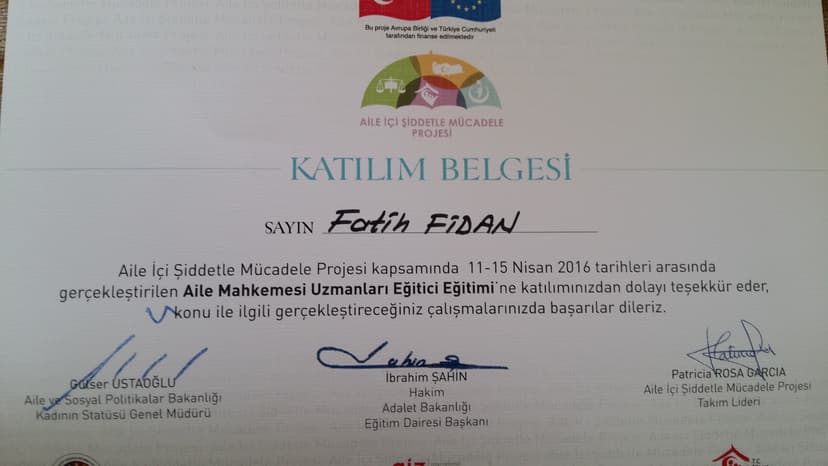 Bu proje Avrupa Birliği ve Türkiye Cumhuriyeti
tarafından finanse edilmektedir
AİLE İÇİ ŞİDDETLE MÜCADELE
PROJESİ
KATILIM BELGESİ
SAYIN Fatih FİDAN
Aile İçi Şiddetle Mücadele Projesi kapsamında 11-15 Nisan 2016 tarihleri arasında
gerçekleştirilen Aile Mahkemesi Uzmanları Eğitici Eğitimi'ne katılımınızdan dolayı teşekkür eder,
konu ile ilgili gerçekleştireceğiniz çalışmalarınızda başarılar dileriz.
Gülser USTAOĞLU
Aile ve Sosyal Politikalar Bakanlığı
Kadının Statüsü Genel Müdürü
İbrahim ŞAHİN
Hakim
Adalet Bakanlığı
Eğitim Dairesi Başkanı
Patricia ROSA GARCIA
Aile İçi Şiddetle Mücadele Projesi
Takım Lideri
giz
T.C.